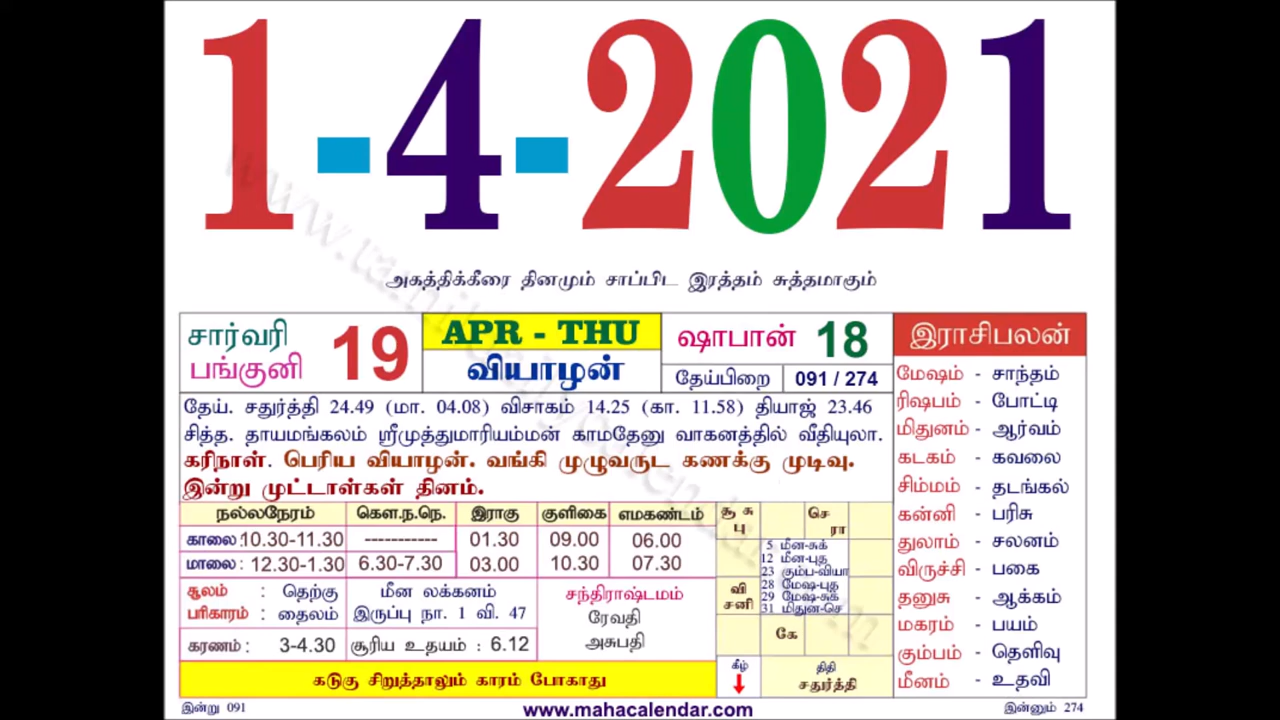 1-4-2021
அகத்திக்கீரை தினமும் சாப்பிட இரத்தம் சுத்தமாகும்
சார்வரி
பங்குனி
19
APR - THU
வியாழன்
ஷாபான் 18
தேய்பிறை 091 / 274
தேய். சதுர்த்தி 24.49 (மா. 04.08) விசாகம் 14.25 (கா. 11.58) தியாஜ் 23.46
சித்த. தாயமங்கலம் ஸ்ரீமுத்துமாரியம்மன் காமதேனு வாகனத்தில் வீதியுலா.
கரிநாள். பெரிய வியாழன். வங்கி முழுவருட கணக்கு முடிவு.
இன்று முட்டாள்கள் தினம்.
நல்லநேரம் கௌ.ந.நெ. இராகு குளிகை எமகண்டம்
காலை: 10.30-11.30 ----------- 01.30 09.00 06.00
மாலை: 12.30-1.30 6.30-7.30 03.00 10.30 07.30
சூலம் : தெற்கு
பரிகாரம் : தைலம்
மீன லக்கனம்
இருப்பு நா. 1 வி. 47
சந்திராஷ்டமம்
ரேவதி
அசுபதி
கரணம் : 3-4.30 சூரிய உதயம் : 6.12
கடுகு சிறுத்தாலும் காரம் போகாது
சூ சு
பு
செ
ரா
5 மீன-சுக்
12 மீன-புத
23 கும்ப-வியா
28 மேஷ-புத
29 மேஷ-சுக்
31 மிதுன-செ
வி
சனி
கே
கீழ்
திதி
சதுர்த்தி
இராசிபலன்
மேஷம் - சாந்தம்
ரிஷபம் - போட்டி
மிதுனம் - ஆர்வம்
கடகம் - கவலை
சிம்மம் - தடங்கல்
கன்னி - பரிசு
துலாம் - சலனம்
விருச்சி - பகை
தனுசு - ஆக்கம்
மகரம் - பயம்
கும்பம் - தெளிவு
மீனம் - உதவி
இன்று 091
www.mahacalendar.com
இன்னும் 274